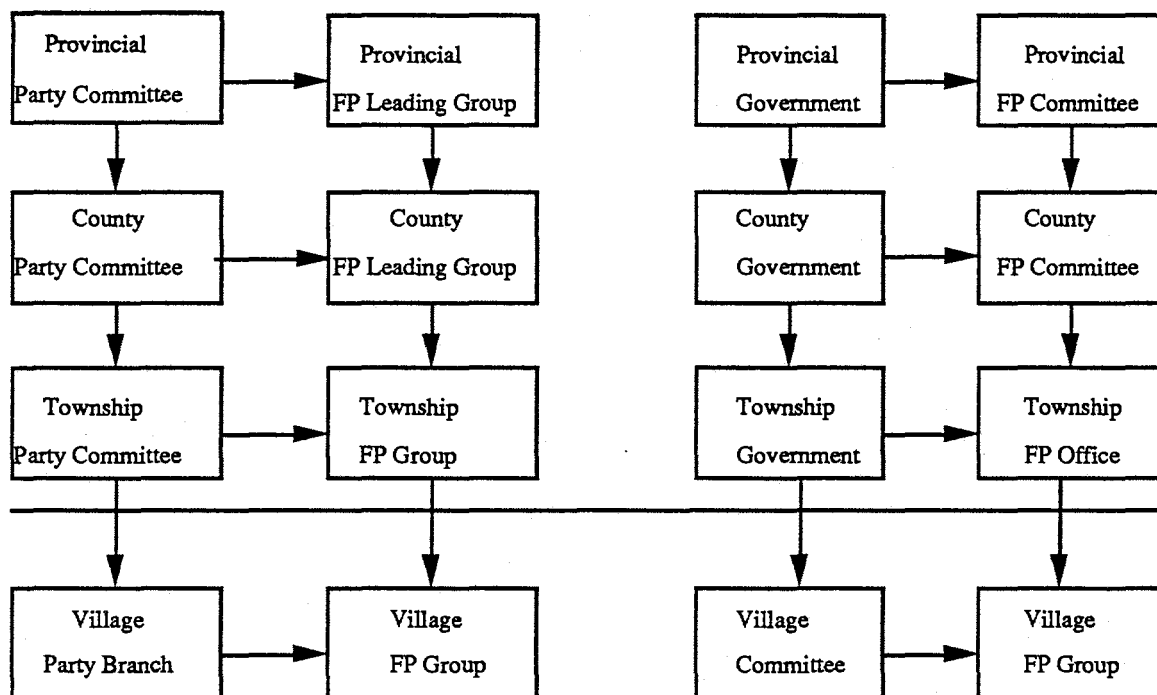 Provincial
Party Committee
Provincial
FP Leading Group
Provincial
Government
Provincial
FP Committee
County
Party Committee
County
FP Leading Group
County
Government
County
FP Committee
Township
Party Committee
Township
FP Group
Township
Government
Township
FP Office
Village
Party Branch
Village
FP Group
Village
Committee
Village
FP Group